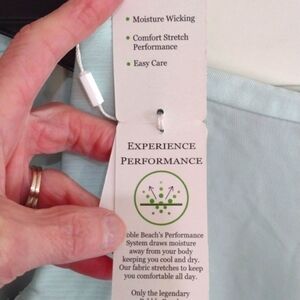 • Moisture Wicking
• Comfort Stretch
Performance
• Easy Care
EXPERIENCE
PERFORMANCE
Beach's Performance
System draws moisture
away from your body
keeping you cool and dry.
Our fabric stretches to keep
you comfortable all day.
Only the legendary